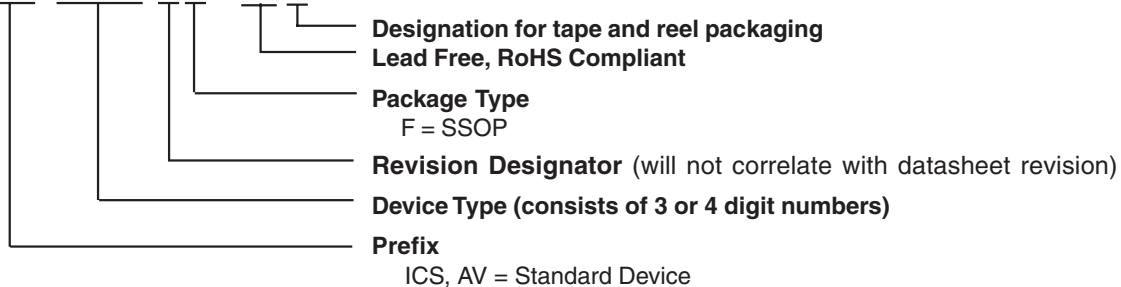 Designation for tape and reel packaging
Lead Free, RoHS Compliant
Package Type
F = SSOP
Revision Designator (will not correlate with datasheet revision)
Device Type (consists of 3 or 4 digit numbers)
Prefix
ICS, AV = Standard Device